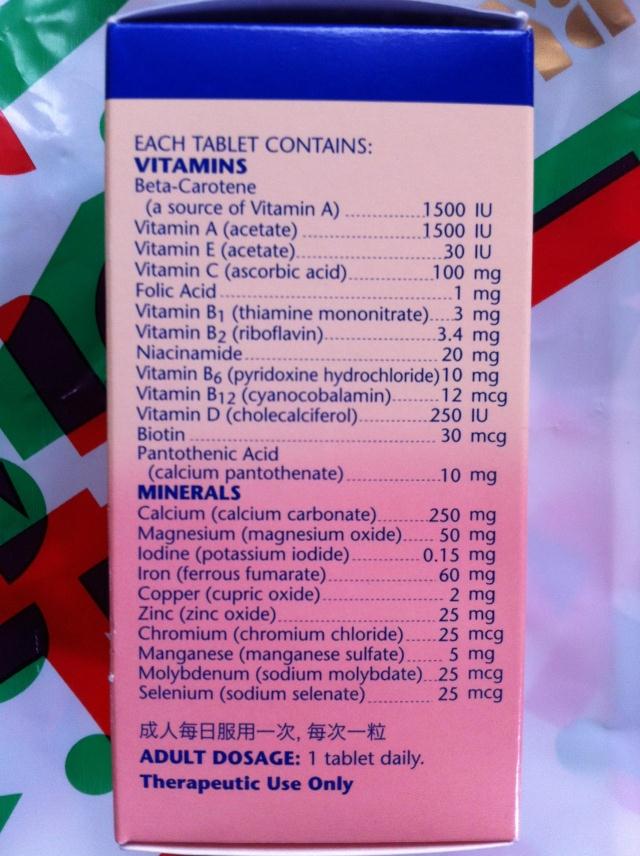 EACH TABLET CONTAINS:
VITAMINS
Beta-Carotene
(a source of Vitamin A) ........................1500 IU
Vitamin A (acetate) ....................................1500 IU
Vitamin E (acetate) ........................................30 IU
Vitamin C (ascorbic acid).........................100 mg
Folic Acid.......................................................1 mg
Vitamin B1 (thiamine mononitrate).....3 mg
Vitamin B2 (riboflavin)..............................3.4 mg
Niacinamide...................................................20 mg
Vitamin B6 (pyridoxine hydrochloride)10 mg
Vitamin B12 (cyanocobalamin)..............12 mcg
Vitamin D (cholecalciferol)......................250 IU
Biotin ...............................................................30 mcg
Pantothenic Acid
(calcium pantothenate)..........................10 mg
MINERALS
Calcium (calcium carbonate)...............250 mg
Magnesium (magnesium oxide)........50 mg
Iodine (potassium iodide)....................0.15 mg
Iron (ferrous fumarate)..............................60 mg
Copper (cupric oxide)..................................2 mg
Zinc (zinc oxide)............................................25 mg
Chromium (chromium chloride).........25 mcg
Manganese (manganese sulfate)..........5 mg
Molybdenum (sodium molybdate)...25 mcg
Selenium (sodium selenate)...................25 mcg
成人每日服用一次, 每次一粒
ADULT DOSAGE: 1 tablet daily.
Therapeutic Use Only